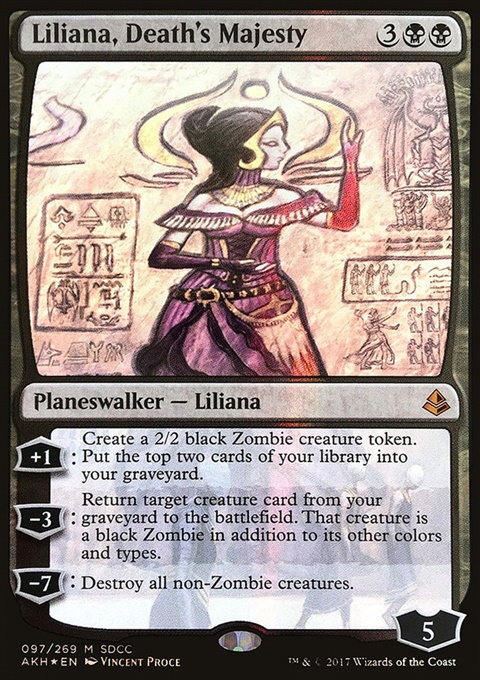 Liliana, Death's Majesty 3
Planeswalker — Liliana
+1: Create a 2/2 black Zombie creature token.
Put the top two cards of your library into
your graveyard.
−3: Return target creature card from your
graveyard to the battlefield. That creature is
a black Zombie in addition to its other colors
and types.
−7: Destroy all non-Zombie creatures.
5
097/269 M SDCC
AKH★EN Vincent Proce
™ & © 2017 Wizards of the Coast